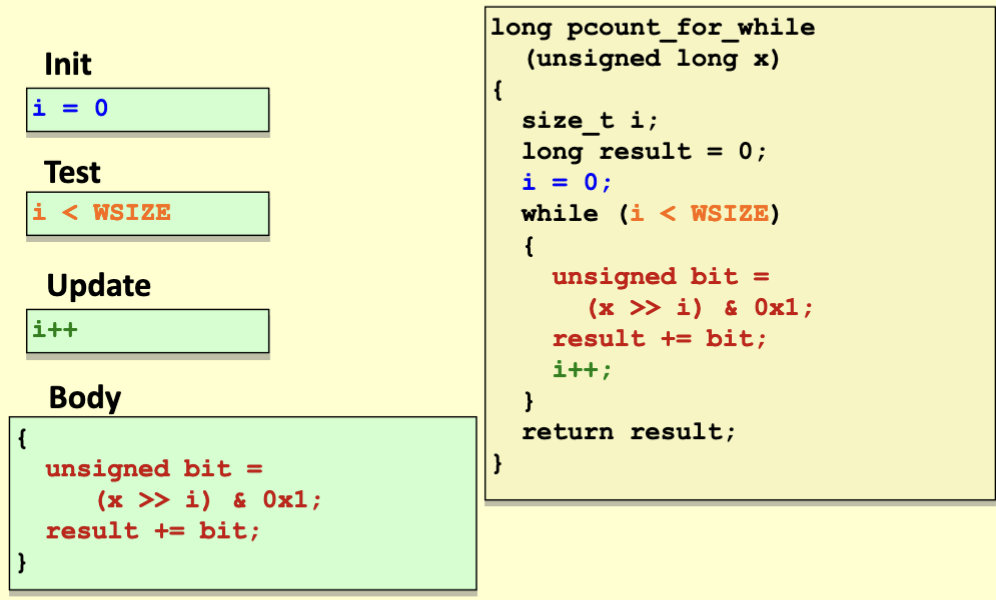 Init
i = 0
Test
i < WSIZE
Update
i++
Body
{
  unsigned bit =
     (x >> i) & 0x1;
  result += bit;
}
long pcount_for_while
  (unsigned long x)
{
  size_t i;
  long result = 0;
  i = 0;
  while (i < WSIZE)
  {
    unsigned bit =
      (x >> i) & 0x1;
    result += bit;
    i++;
  }
  return result;
}